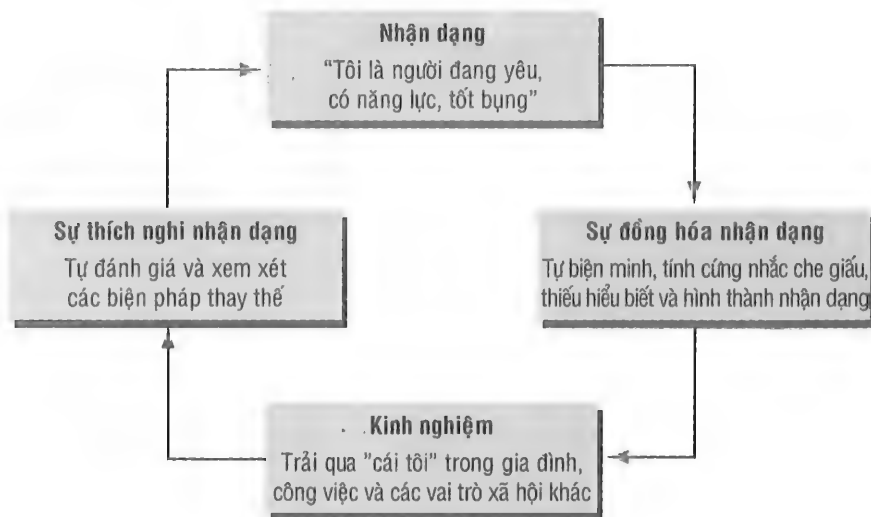 Nhận dạng
“Tôi là người đang yêu,
có năng lực, tốt bụng”
Sự thích nghi nhận dạng
Tự đánh giá và xem xét
các biện pháp thay thế
Sự đồng hóa nhận dạng
Tự biện minh, tính cứng nhắc che giấu,
thiếu hiểu biết và hình thành nhận dạng
Kinh nghiệm
Trải qua "cái tôi" trong gia đình,
công việc và các vai trò xã hội khác